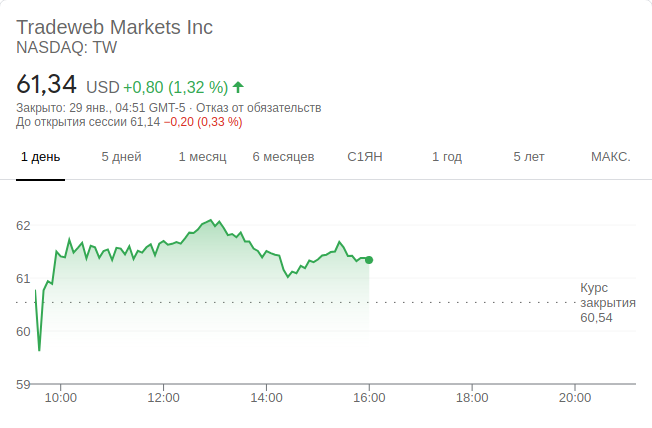 Tradeweb Markets Inc
NASDAQ: TW
61,34 USD +0,80 (1,32 %)
Закрыто: 29 янв., 04:51 GMT-5 · Отказ от обязательств
До открытия сессии 61,14 −0,20 (0,33 %)
1 день 5 дней 1 месяц 6 месяцев С1ЯН 1 год 5 лет МАКС.
62
61
Курс
закрытия
60,54
60
59
10:00 12:00 14:00 16:00 18:00 20:00